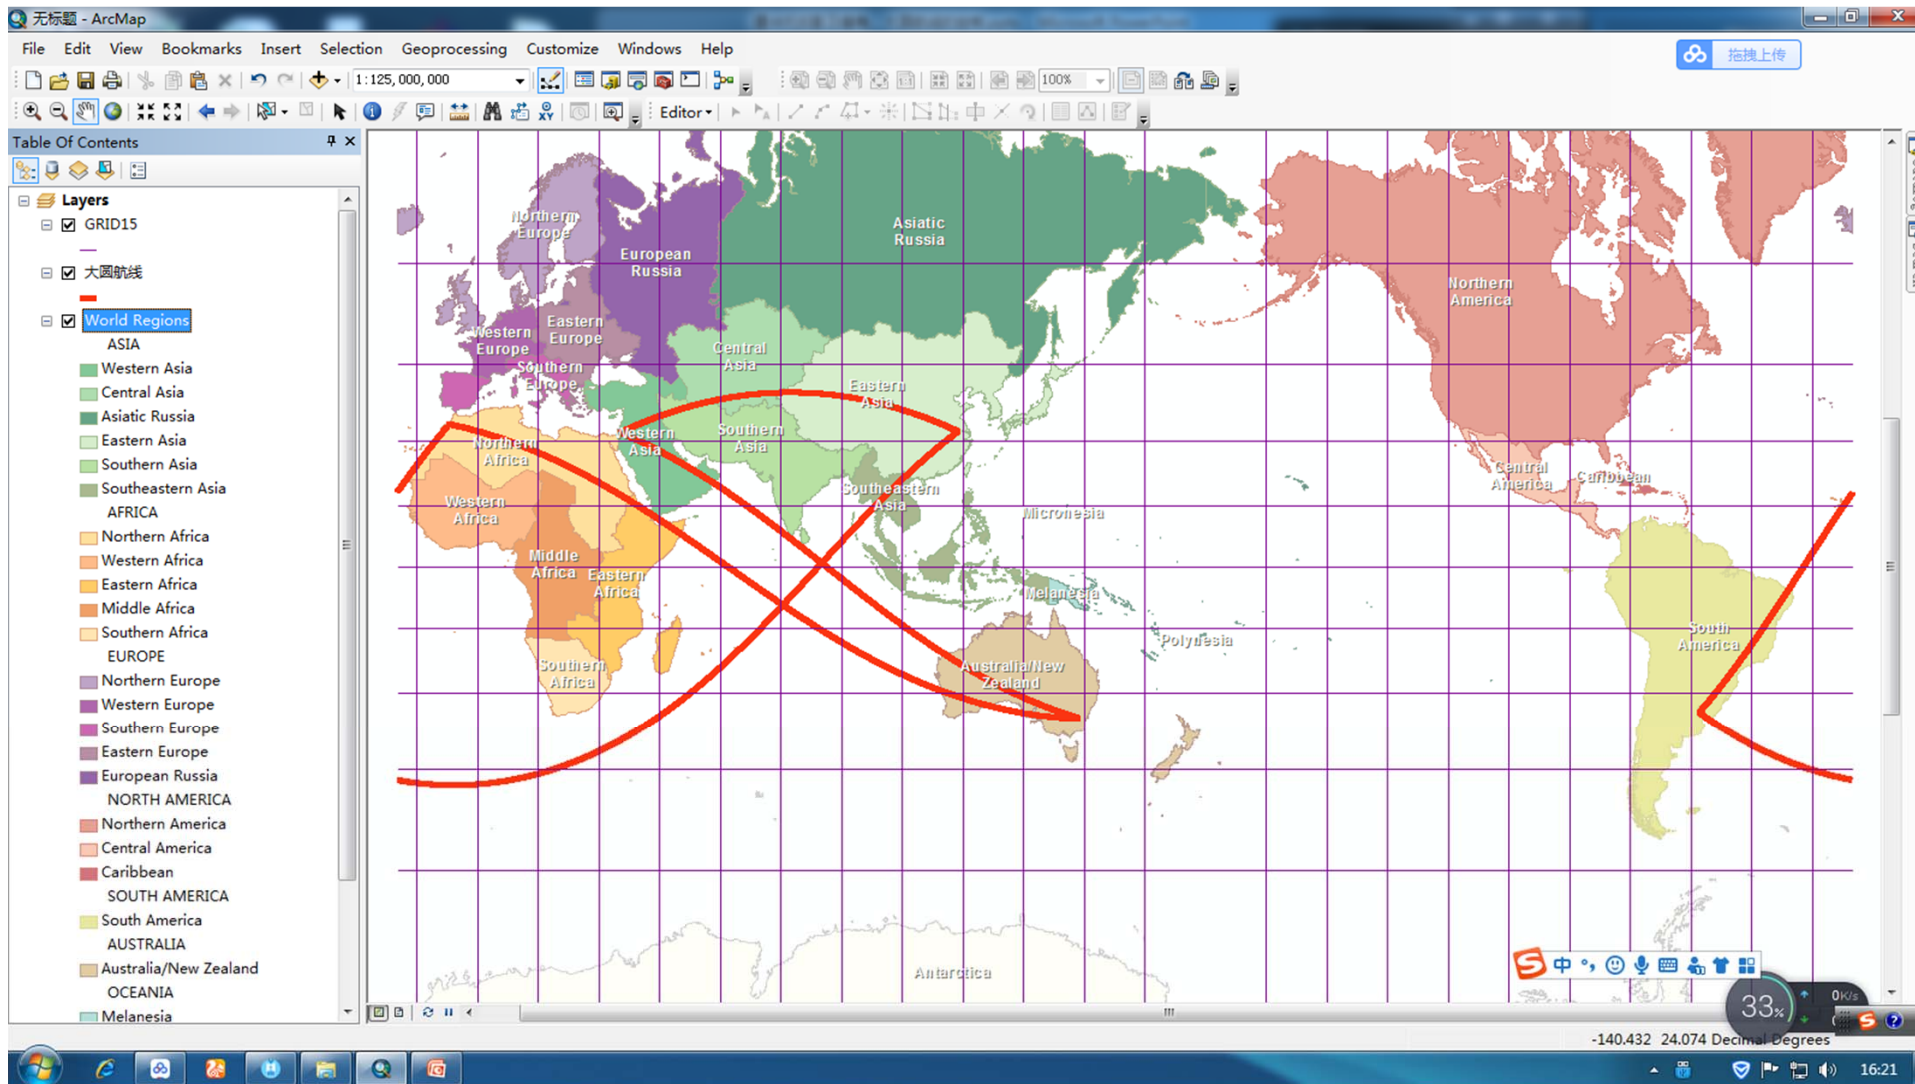 无标题 - ArcMap
File Edit View Bookmarks Insert Selection Geoprocessing Customize Windows Help
拖拽上传
1:125,000,000
100%
Editor
Table Of Contents
Layers
GRID15
大圆航线
World Regions
ASIA
Western Asia
Central Asia
Asiatic Russia
Eastern Asia
Southern Asia
Southeastern Asia
AFRICA
Northern Africa
Western Africa
Eastern Africa
Middle Africa
Southern Africa
EUROPE
Northern Europe
Western Europe
Southern Europe
Eastern Europe
European Russia
NORTH AMERICA
Northern America
Central America
Caribbean
SOUTH AMERICA
South America
AUSTRALIA
Australia/New Zealand
OCEANIA
Melanesia
Northern
Europe
European
Russia
Asiatic
Russia
Northern
America
Western
Europe
Eastern
Europe
Southern
Europe
Central
Asia
Eastern
Asia
Western
Asia
Southern
Asia
Northern
Africa
Western
Africa
Southeastern
Asia
Micronesia
Central
America
Caribbean
Middle
Africa
Eastern
Africa
Melanesia
Polynesia
South
America
Southern
Africa
Australia/New
Zealand
Antarctica
中
33%
0K/s
-140.432 24.074 Decimal Degrees
16:21